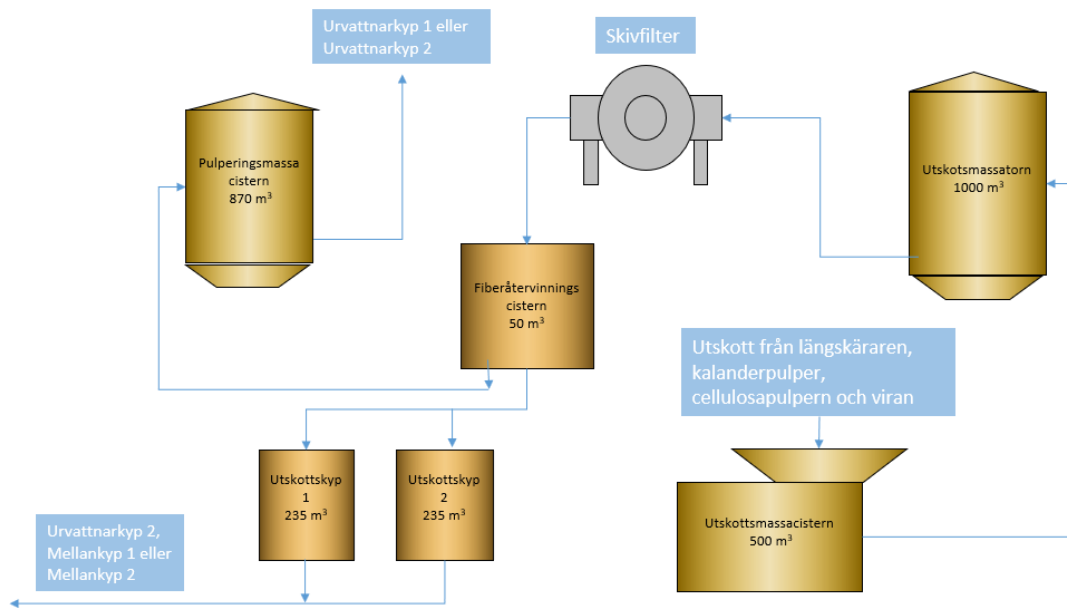 Urvattnarkyp 1 eller
Urvattnarkyp 2
Skivfilter
Pulperingsmassa
cistern
870 m³
Utskotsmassatorn
1000 m³
Fiberåtervinnings
cistern
50 m³
Utskott från längskäraren,
kalanderpulper,
cellulosapulpern och viran
Utskottskyp
1
235 m³
Utskottskyp
2
235 m³
Utskottsmassacistern
500 m³
Urvattnarkyp 2,
Mellankyp 1 eller
Mellankyp 2